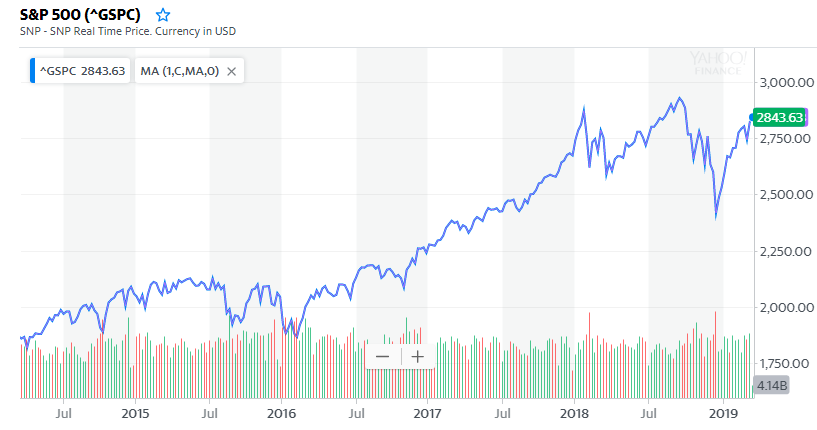 S&P 500 (^GSPC)
SNP - SNP Real Time Price. Currency in USD
^GSPC 2843.63 MA (1,C,MA,0) ×
YAHOO!
FINANCE
3,000.00
2843.63
2,750.00
2,500.00
2,250.00
2,000.00
1,750.00
4.14B
Jul 2015 Jul 2016 Jul 2017 Jul 2018 Jul 2019